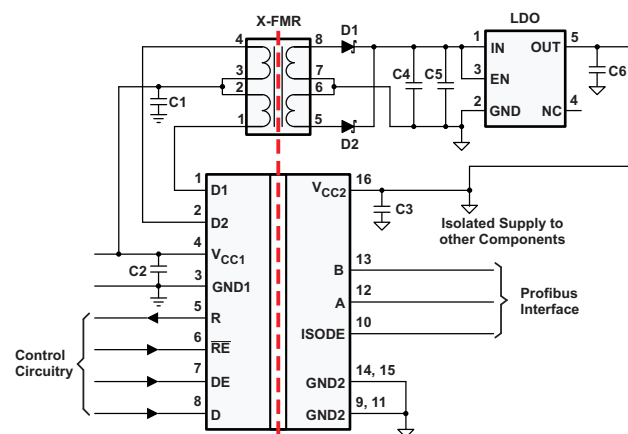 X-FMR
D1
LDO
4
8
1
IN
OUT
5
3
7
3
EN
C4
C5
C6
C1
2
6
2
GND
NC
4
1
5
D2
1
D1
16
VCC2
2
D2
C3
4
VCC1
Isolated Supply to
other Components
C2
3
GND1
B
13
5
R
A
12
Profibus
Interface
6
RE
ISODE
10
Control
Circuitry
7
DE
14, 15
GND2
8
D
9, 11
GND2